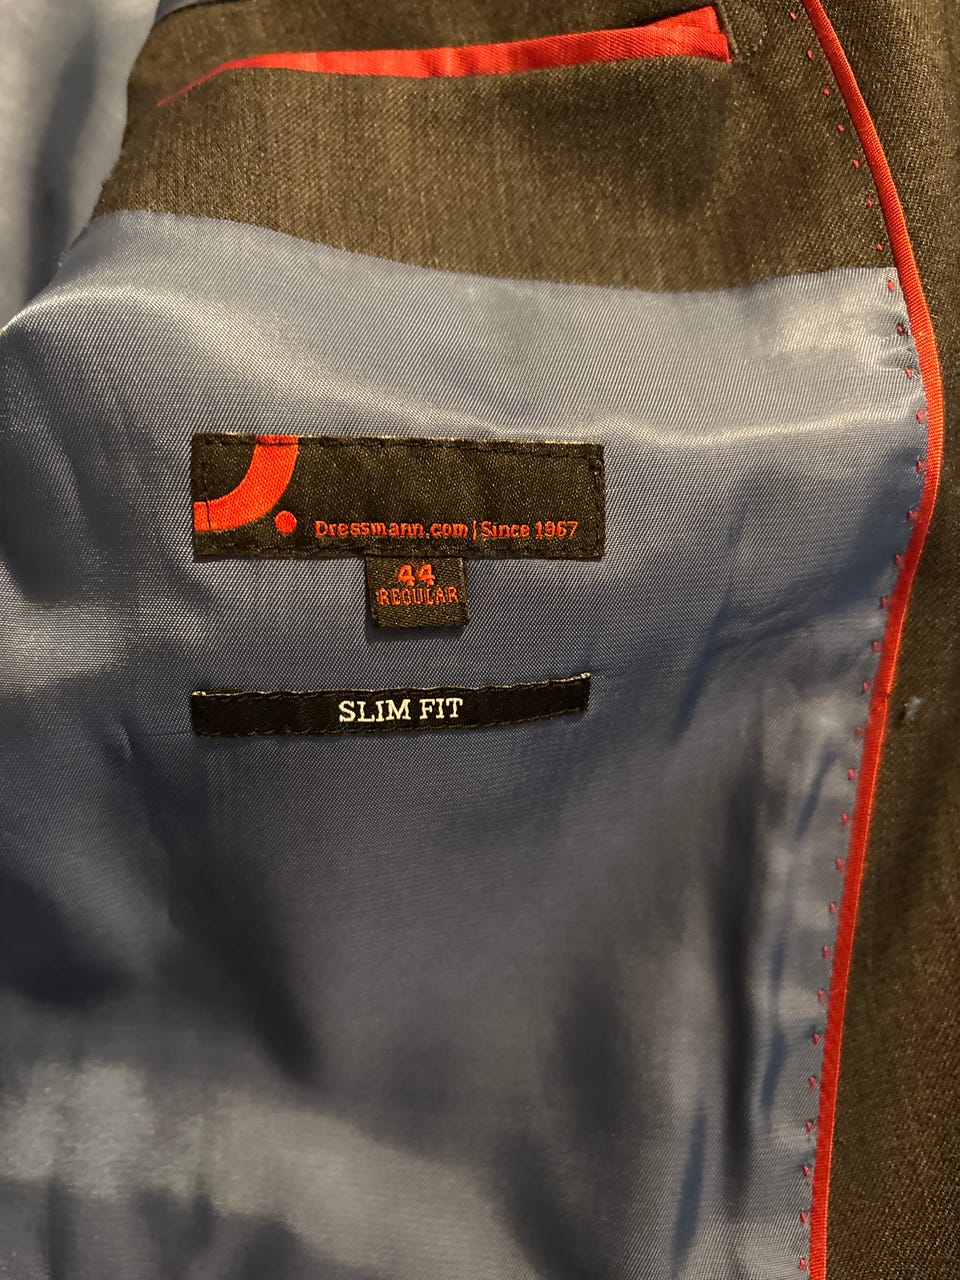 Dressmann.com | Since 1967
44
REGULAR
SLIM FIT